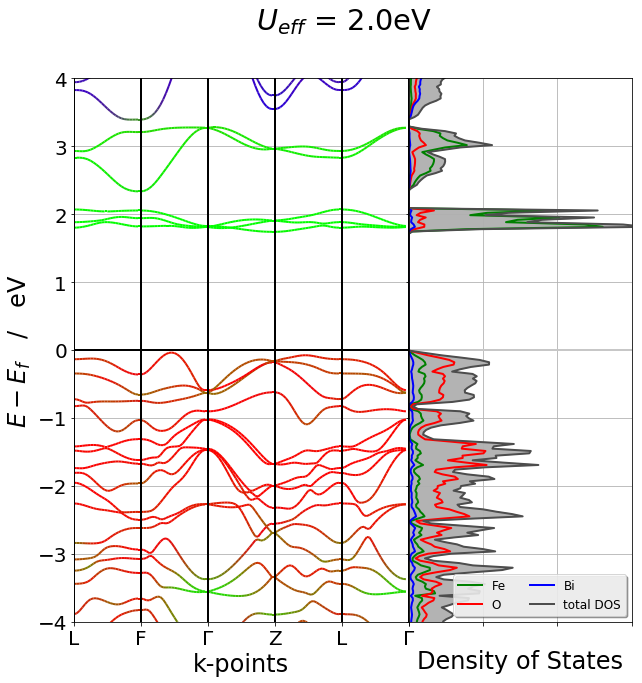 U_eff = 2.0eV
E − E_f / eV
4
3
2
1
0
−1
−2
−3
−4
L F Γ Z L Γ
k-points
Density of States
Fe Bi
O total DOS